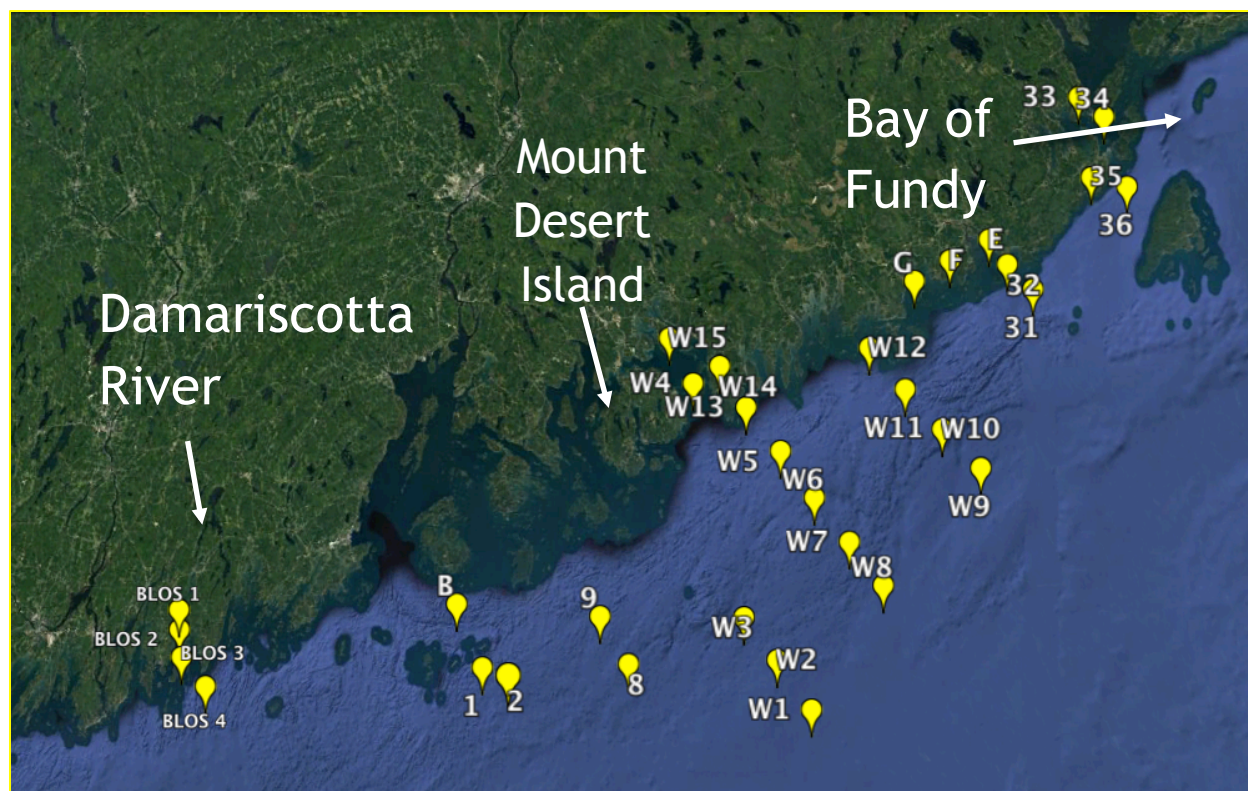 33
34
Bay of
Fundy
Mount
Desert
Island
35
36
E
G
F
32
31
Damariscotta
River
W15
W12
W4
W14
W13
W11
W10
W5
W6
W9
W7
W8
BLOS 1
B
9
BLOS 2
W3
BLOS 3
W2
8
1
2
W1
BLOS 4